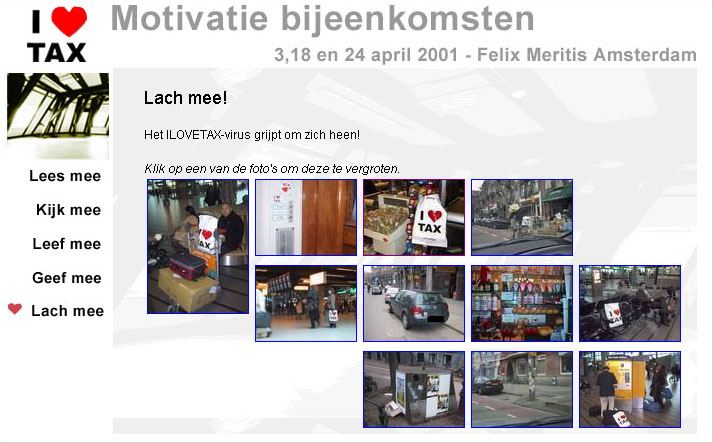 I ♥
TAX
Motivatie bijeenkomsten
3,18 en 24 april 2001 - Felix Meritis Amsterdam
Lees mee
Kijk mee
Leef mee
Geef mee
♥ Lach mee
Lach mee!
Het ILOVETAX-virus grijpt om zich heen!
Klik op een van de foto's om deze te vergroten.
I ♥
TAX
I ♥
TAX